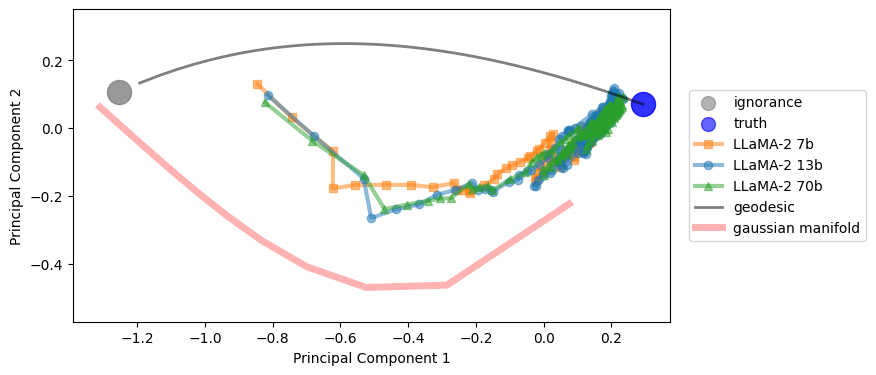 0.2
0.0
−0.2
−0.4
Principal Component 2
−1.2
−1.0
−0.8
−0.6
−0.4
−0.2
0.0
0.2
Principal Component 1
ignorance
truth
LLaMA-2 7b
LLaMA-2 13b
LLaMA-2 70b
geodesic
gaussian manifold